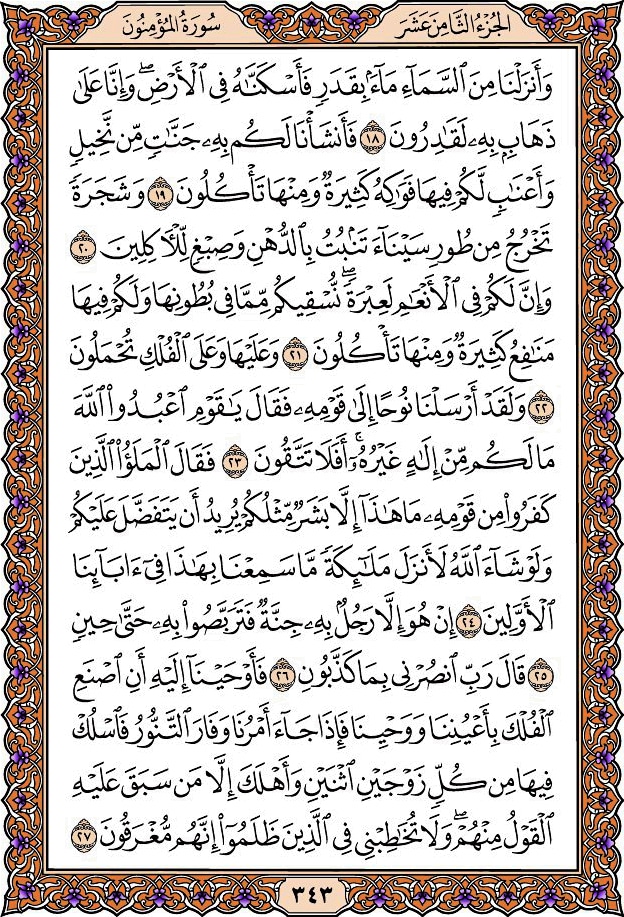 الجُزْءُ الثَّامِنَ عَشَرَ
سُورَةُ المُؤْمِنُونَ
وَأَنزَلْنَا مِنَ ٱلسَّمَآءِ مَآءًۢ بِقَدَرٍ فَأَسْكَنَّٰهُ فِى ٱلْأَرْضِ ۖ وَإِنَّا عَلَىٰ
ذَهَابٍۭ بِهِۦ لَقَٰدِرُونَ ١٨ فَأَنشَأْنَا لَكُم بِهِۦ جَنَّٰتٍ مِّن نَّخِيلٍ
وَأَعْنَٰبٍ لَّكُمْ فِيهَا فَوَٰكِهُ كَثِيرَةٌ وَمِنْهَا تَأْكُلُونَ ١٩ وَشَجَرَةً
تَخْرُجُ مِن طُورِ سَيْنَآءَ تَنۢبُتُ بِٱلدُّهْنِ وَصِبْغٍ لِّلْـَٔاكِلِينَ ٢٠
وَإِنَّ لَكُمْ فِى ٱلْأَنْعَٰمِ لَعِبْرَةً ۖ نُّسْقِيكُم مِّمَّا فِى بُطُونِهَا وَلَكُمْ فِيهَا
مَنَٰفِعُ كَثِيرَةٌ وَمِنْهَا تَأْكُلُونَ ٢١ وَعَلَيْهَا وَعَلَى ٱلْفُلْكِ تُحْمَلُونَ
٢٢ وَلَقَدْ أَرْسَلْنَا نُوحًا إِلَىٰ قَوْمِهِۦ فَقَالَ يَٰقَوْمِ ٱعْبُدُوا۟ ٱللَّهَ
مَا لَكُم مِّنْ إِلَٰهٍ غَيْرُهُۥٓ ۖ أَفَلَا تَتَّقُونَ ٢٣ فَقَالَ ٱلْمَلَؤُا۟ ٱلَّذِينَ
كَفَرُوا۟ مِن قَوْمِهِۦ مَا هَٰذَآ إِلَّا بَشَرٌ مِّثْلُكُمْ يُرِيدُ أَن يَتَفَضَّلَ عَلَيْكُمْ
وَلَوْ شَآءَ ٱللَّهُ لَأَنزَلَ مَلَٰٓئِكَةً مَّا سَمِعْنَا بِهَٰذَا فِىٓ ءَابَآئِنَا
ٱلْأَوَّلِينَ ٢٤ إِنْ هُوَ إِلَّا رَجُلٌۢ بِهِۦ جِنَّةٌ فَتَرَبَّصُوا۟ بِهِۦ حَتَّىٰ حِينٍ
٢٥ قَالَ رَبِّ ٱنصُرْنِى بِمَا كَذَّبُونِ ٢٦ فَأَوْحَيْنَآ إِلَيْهِ أَنِ ٱصْنَعِ
ٱلْفُلْكَ بِأَعْيُنِنَا وَوَحْيِنَا فَإِذَا جَآءَ أَمْرُنَا وَفَارَ ٱلتَّنُّورُ فَٱسْلُكْ
فِيهَا مِن كُلٍّ زَوْجَيْنِ ٱثْنَيْنِ وَأَهْلَكَ إِلَّا مَن سَبَقَ عَلَيْهِ
ٱلْقَوْلُ مِنْهُمْ ۖ وَلَا تُخَٰطِبْنِى فِى ٱلَّذِينَ ظَلَمُوٓا۟ إِنَّهُم مُّغْرَقُونَ ٢٧
٣٤٣